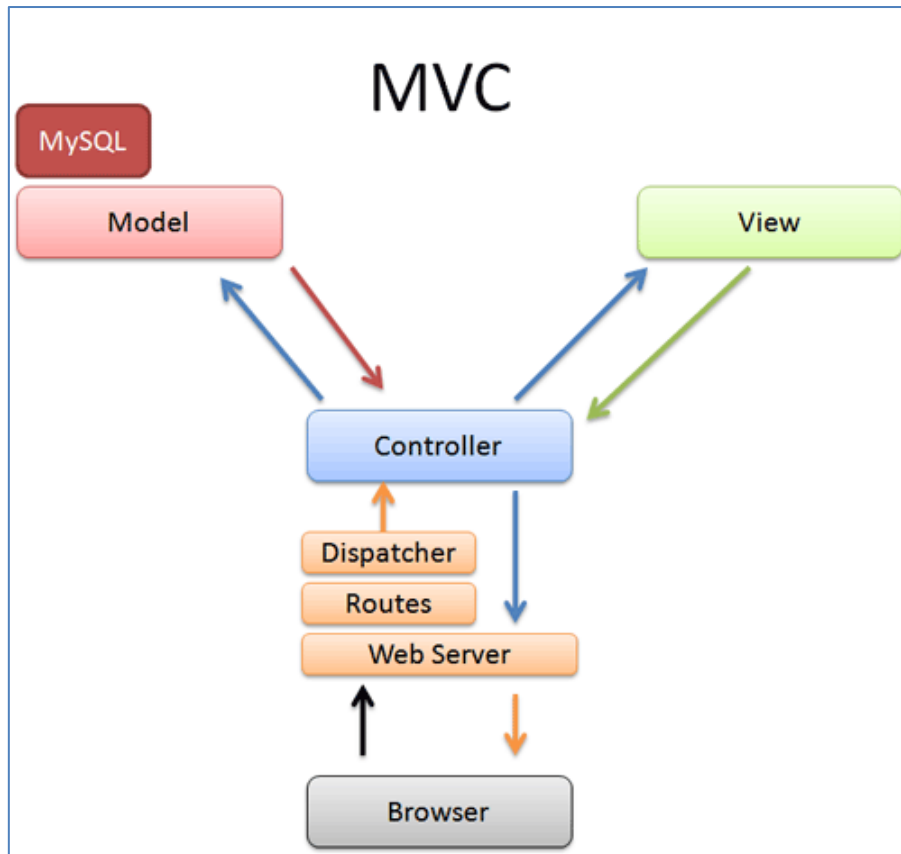 MVC
MySQL
Model
View
Controller
Dispatcher
Routes
Web Server
Browser